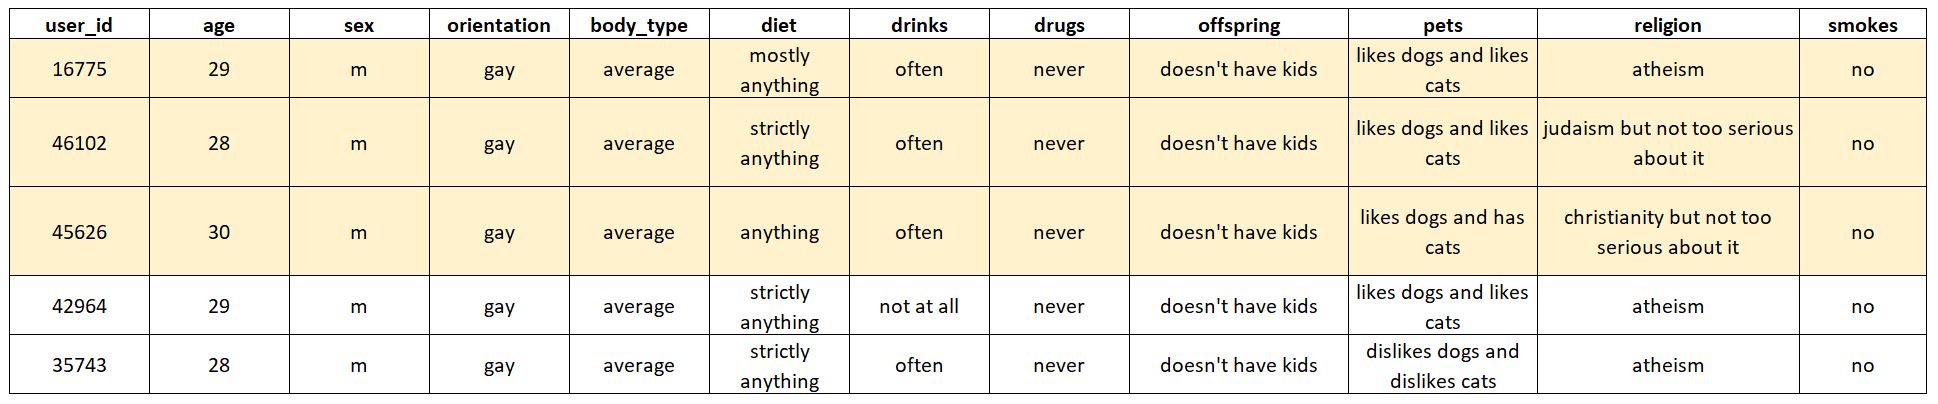 user_id age sex orientation body_type diet drinks drugs offspring pets religion smokes
16775 29 m gay average mostly anything often never doesn't have kids likes dogs and likes cats atheism no
46102 28 m gay average strictly anything often never doesn't have kids likes dogs and likes cats judaism but not too serious about it no
45626 30 m gay average anything often never doesn't have kids likes dogs and has cats christianity but not too serious about it no
42964 29 m gay average strictly anything not at all never doesn't have kids likes dogs and likes cats atheism no
35743 28 m gay average strictly anything often never doesn't have kids dislikes dogs and dislikes cats atheism no